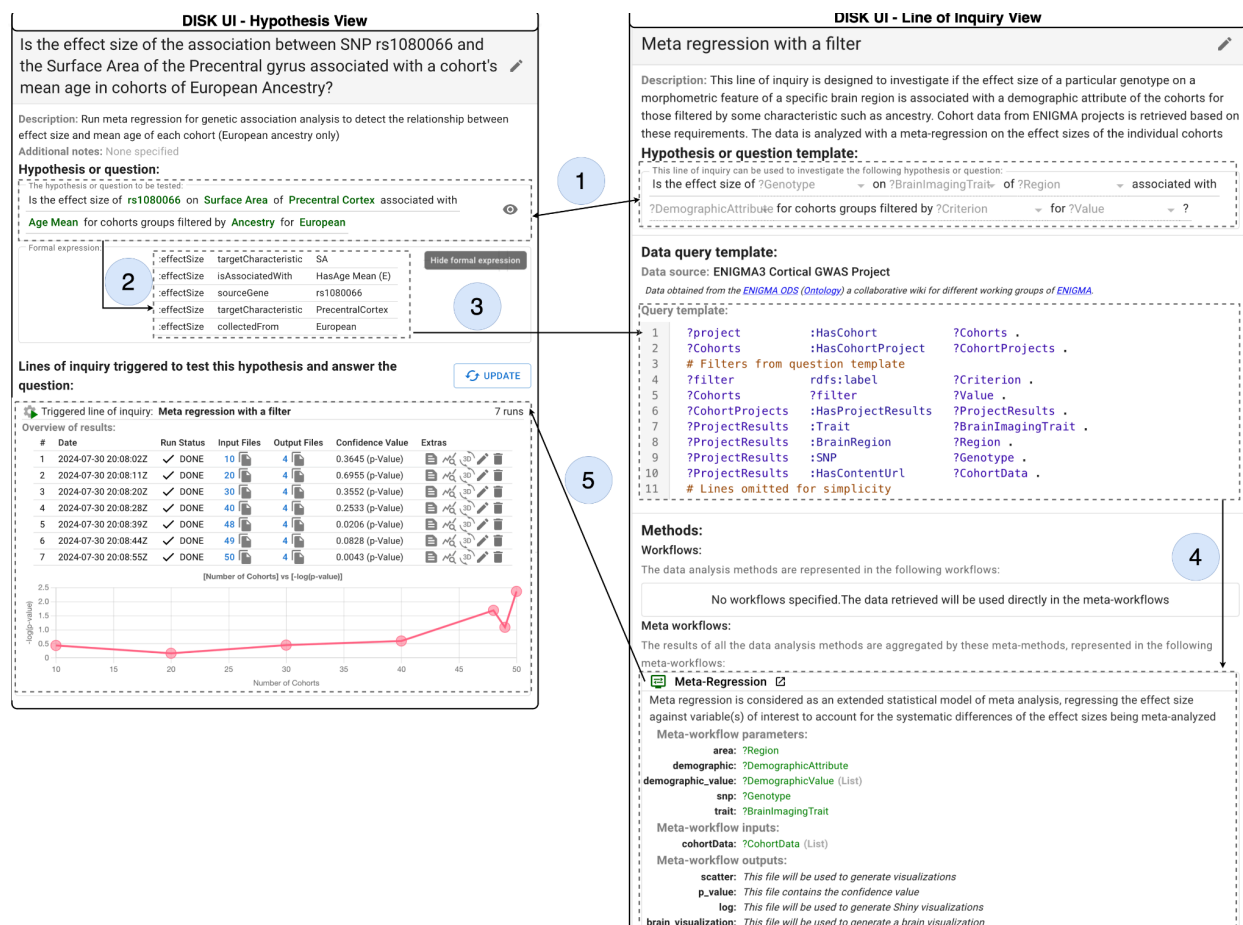 DISK UI - Hypothesis View
Is the effect size of the association between SNP rs1080066 and
the Surface Area of the Precentral gyrus associated with a cohort's
mean age in cohorts of European Ancestry?
Description: Run meta regression for genetic association analysis to detect the relationship between
effect size and mean age of each cohort (European ancestry only)
Additional notes: None specified
Hypothesis or question:
The hypothesis or question to be tested:
Is the effect size of rs1080066 on Surface Area of Precentral Cortex associated with
Age Mean for cohorts groups filtered by Ancestry for European
Formal expression:
:effectSize targetCharacteristic SA
:effectSize isAssociatedWith HasAge Mean (E)
:effectSize sourceGene rs1080066
:effectSize targetCharacteristic PrecentralCortex
:effectSize collectedFrom European
Hide formal expression
2
3
Lines of inquiry triggered to test this hypothesis and answer the
question:
UPDATE
Triggered line of inquiry: Meta regression with a filter 7 runs
Overview of results:
# Date Run Status Input Files Output Files Confidence Value Extras
1 2024-07-30 20:08:02Z DONE 10 4 0.3645 (p-Value) 3D
2 2024-07-30 20:08:11Z DONE 20 4 0.6955 (p-Value) 3D
3 2024-07-30 20:08:20Z DONE 30 4 0.3552 (p-Value) 3D
4 2024-07-30 20:08:28Z DONE 40 4 0.2533 (p-Value) 3D
5 2024-07-30 20:08:39Z DONE 48 4 0.0206 (p-Value) 3D
6 2024-07-30 20:08:44Z DONE 49 4 0.0828 (p-Value) 3D
7 2024-07-30 20:08:55Z DONE 50 4 0.0043 (p-Value) 3D
[Number of Cohorts] vs [-log(p-value)]
-log(p-value)
2.5
2.0
1.5
1.0
0.5
0
10 15 20 25 30 35 40 45 50
Number of Cohorts
1
5
DISK UI - Line of Inquiry View
Meta regression with a filter
Description: This line of inquiry is designed to investigate if the effect size of a particular genotype on a
morphometric feature of a specific brain region is associated with a demographic attribute of the cohorts for
those filtered by some characteristic such as ancestry. Cohort data from ENIGMA projects is retrieved based on
these requirements. The data is analyzed with a meta-regression on the effect sizes of the individual cohorts
Hypothesis or question template:
This line of inquiry can be used to investigate the following hypothesis or question:
Is the effect size of ?Genotype on ?BrainImagingTrait of ?Region associated with
?DemographicAttribute for cohorts groups filtered by ?Criterion for ?Value ?
Data query template:
Data source: ENIGMA3 Cortical GWAS Project
Data obtained from the ENIGMA ODS (Ontology) a collaborative wiki for different working groups of ENIGMA.
Query template:
1 ?project :HasCohort ?Cohorts .
2 ?Cohorts :HasCohortProject ?CohortProjects .
3 # Filters from question template
4 ?filter rdfs:label ?Criterion .
5 ?Cohorts ?filter ?Value .
6 ?CohortProjects :HasProjectResults ?ProjectResults .
7 ?ProjectResults :Trait ?BrainImagingTrait .
8 ?ProjectResults :BrainRegion ?Region .
9 ?ProjectResults :SNP ?Genotype .
10 ?ProjectResults :HasContentUrl ?CohortData .
11 # Lines omitted for simplicity
4
Methods:
Workflows:
The data analysis methods are represented in the following workflows:
No workflows specified.The data retrieved will be used directly in the meta-workflows
Meta workflows:
The results of all the data analysis methods are aggregated by these meta-methods, represented in the following
meta-workflows:
Meta-Regression
Meta regression is considered as an extended statistical model of meta analysis, regressing the effect size
against variable(s) of interest to account for the systematic differences of the effect sizes being meta-analyzed
Meta-workflow parameters:
area: ?Region
demographic: ?DemographicAttribute
demographic_value: ?DemographicValue (List)
snp: ?Genotype
trait: ?BrainImagingTrait
Meta-workflow inputs:
cohortData: ?CohortData (List)
Meta-workflow outputs:
scatter: This file will be used to generate visualizations
p_value: This file contains the confidence value
log: This file will be used to generate Shiny visualizations
brain_visualization: This file will be used to generate a brain visualization